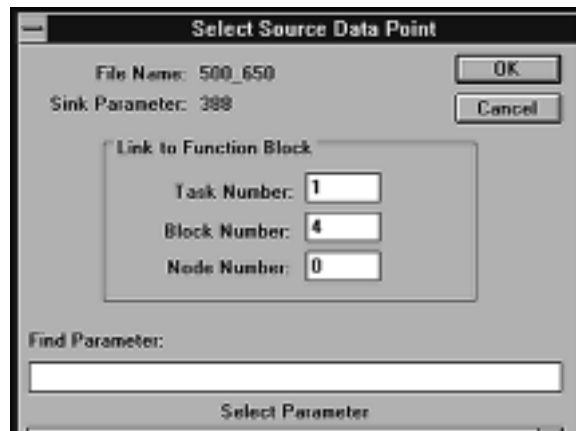 Select Source Data Point
File Name: 500_650
OK
Sink Parameter: 388
Cancel
Link to Function Block
Task Number: 1
Block Number: 4
Node Number: 0
Find Parameter:
Select Parameter